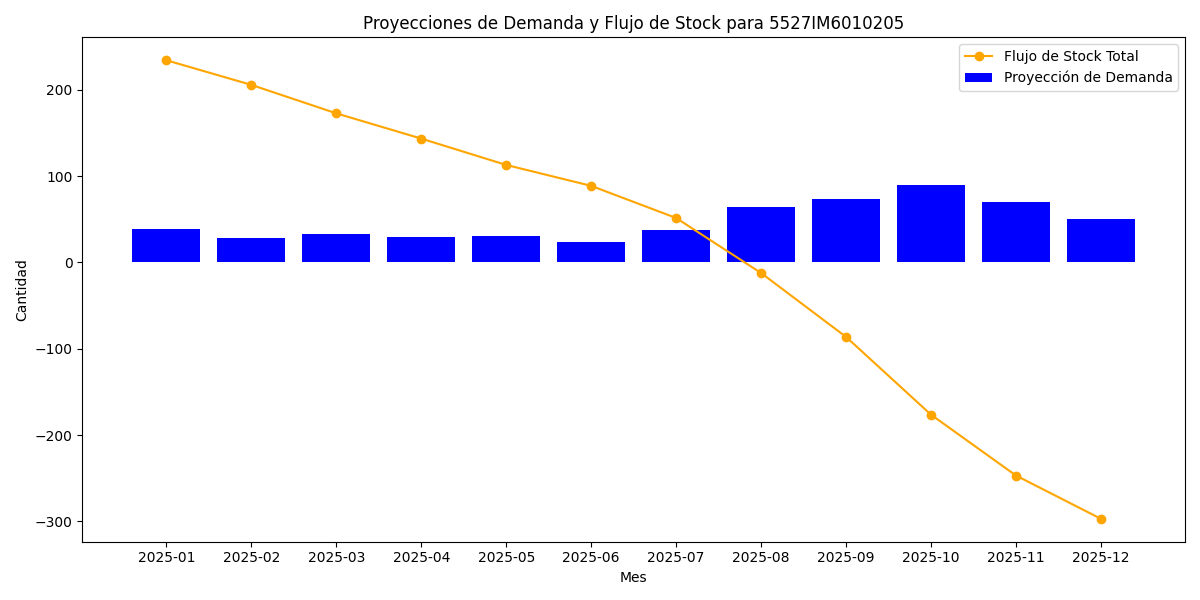 Proyecciones de Demanda y Flujo de Stock para 5527IM6010205
Flujo de Stock Total
Proyección de Demanda
Cantidad
200
100
0
−100
−200
−300
2025-01 2025-02 2025-03 2025-04 2025-05 2025-06 2025-07 2025-08 2025-09 2025-10 2025-11 2025-12
Mes